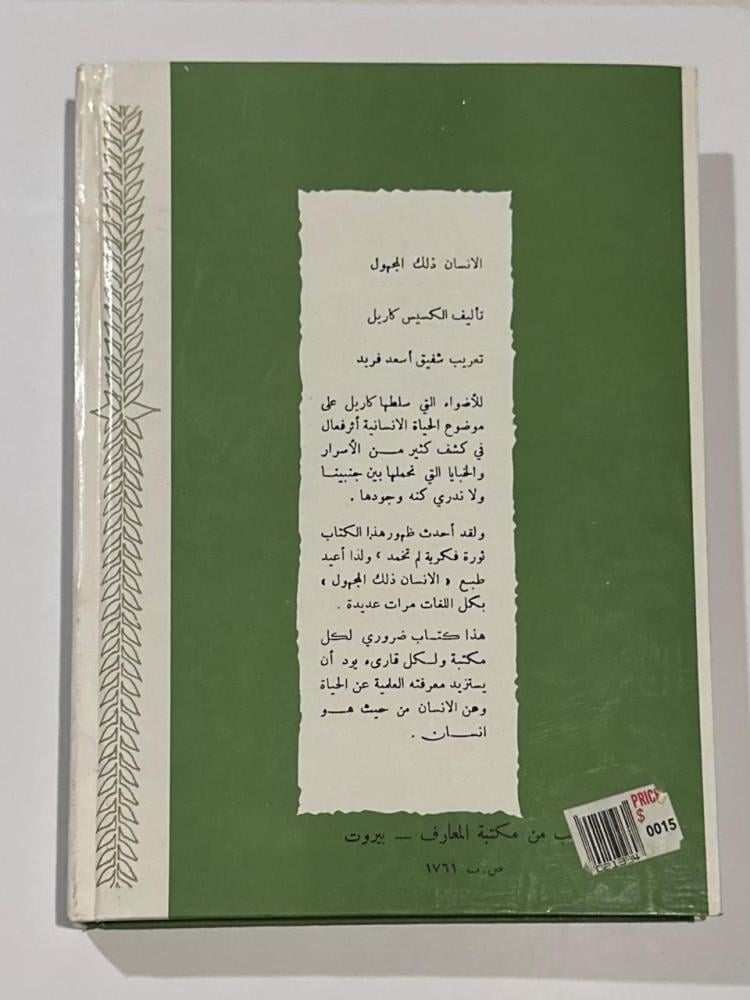 الانسان ذلك المجهول
تأليف الكسيس كاريل
تعريب شفيق أسعد فريد
للأضواء التي سلطها كاريل على
موضوع الحياة الانسانية أثر فعال
في كشف كثير من الأسرار
والخبايا التي نحملها بين جنبينا
ولا ندري كنه وجودها .
ولقد أحدث ظهور هذا الكتاب
ثورة فكرية لم تخمد ، ولذا أعيد
طبع « الانسان ذلك المجهول »
بكل اللغات مرات عديدة .
هذا كتاب ضروري لكل
مكتبة ولكل قارىء يود أن
يستزيد معرفته العلمية عن الحياة
وعن الانسان من حيث هو
انسان .
من مكتبة المعارف — بيروت
ص.ب ١٧٦١
PRICE
$
0015